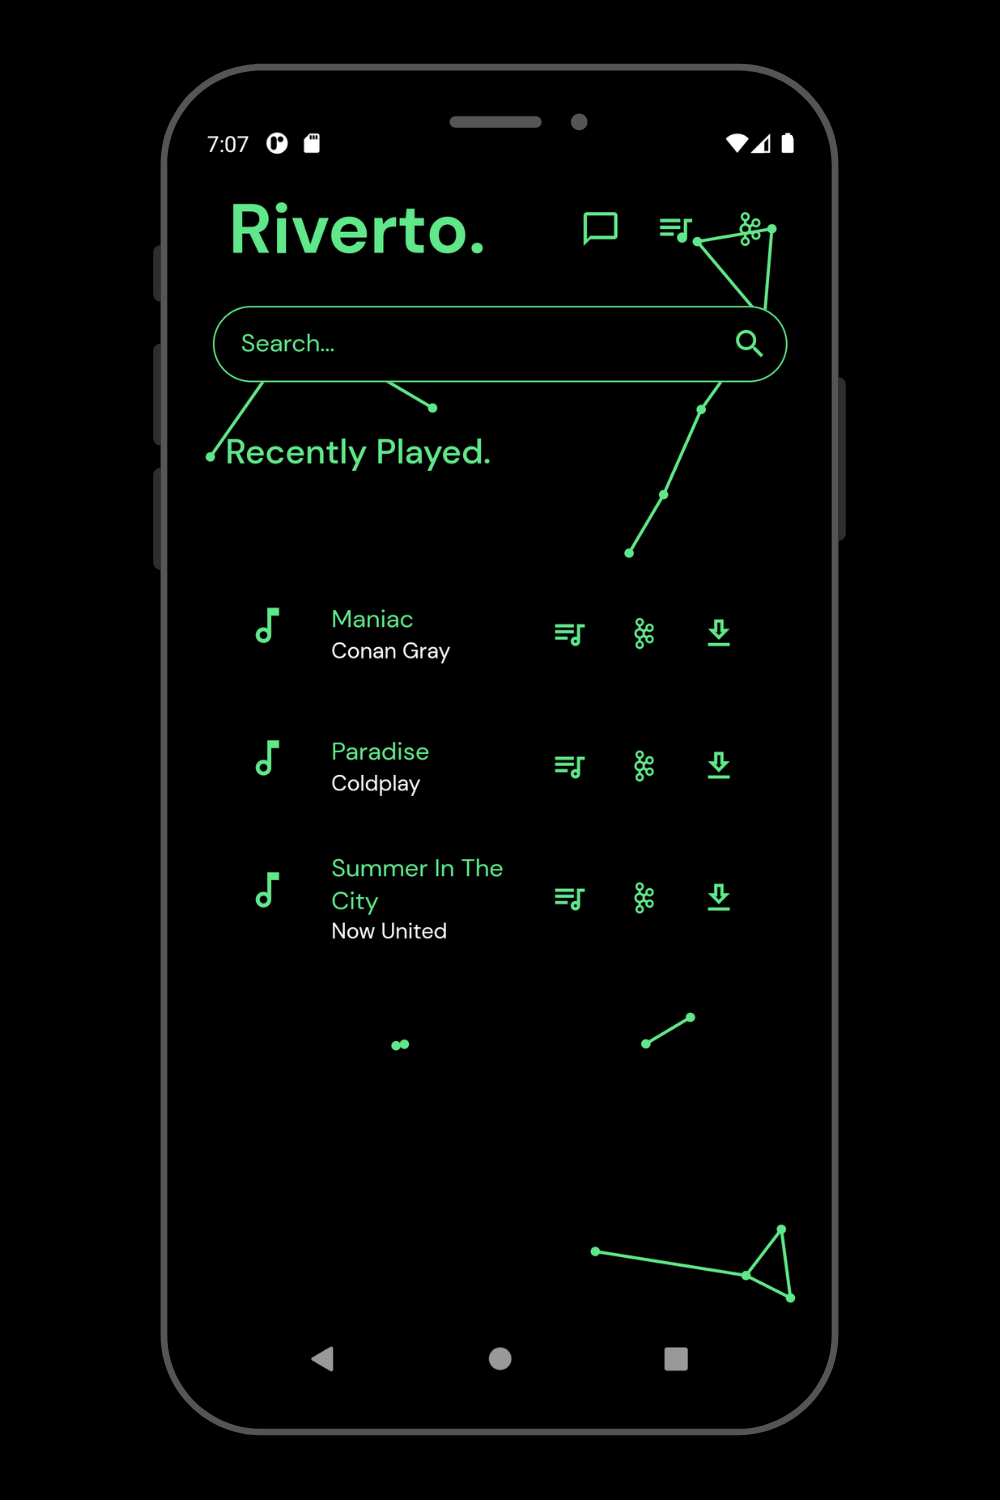 7:07
Riverto.
Search...
Recently Played.
Maniac
Conan Gray
Paradise
Coldplay
Summer In The
City
Now United